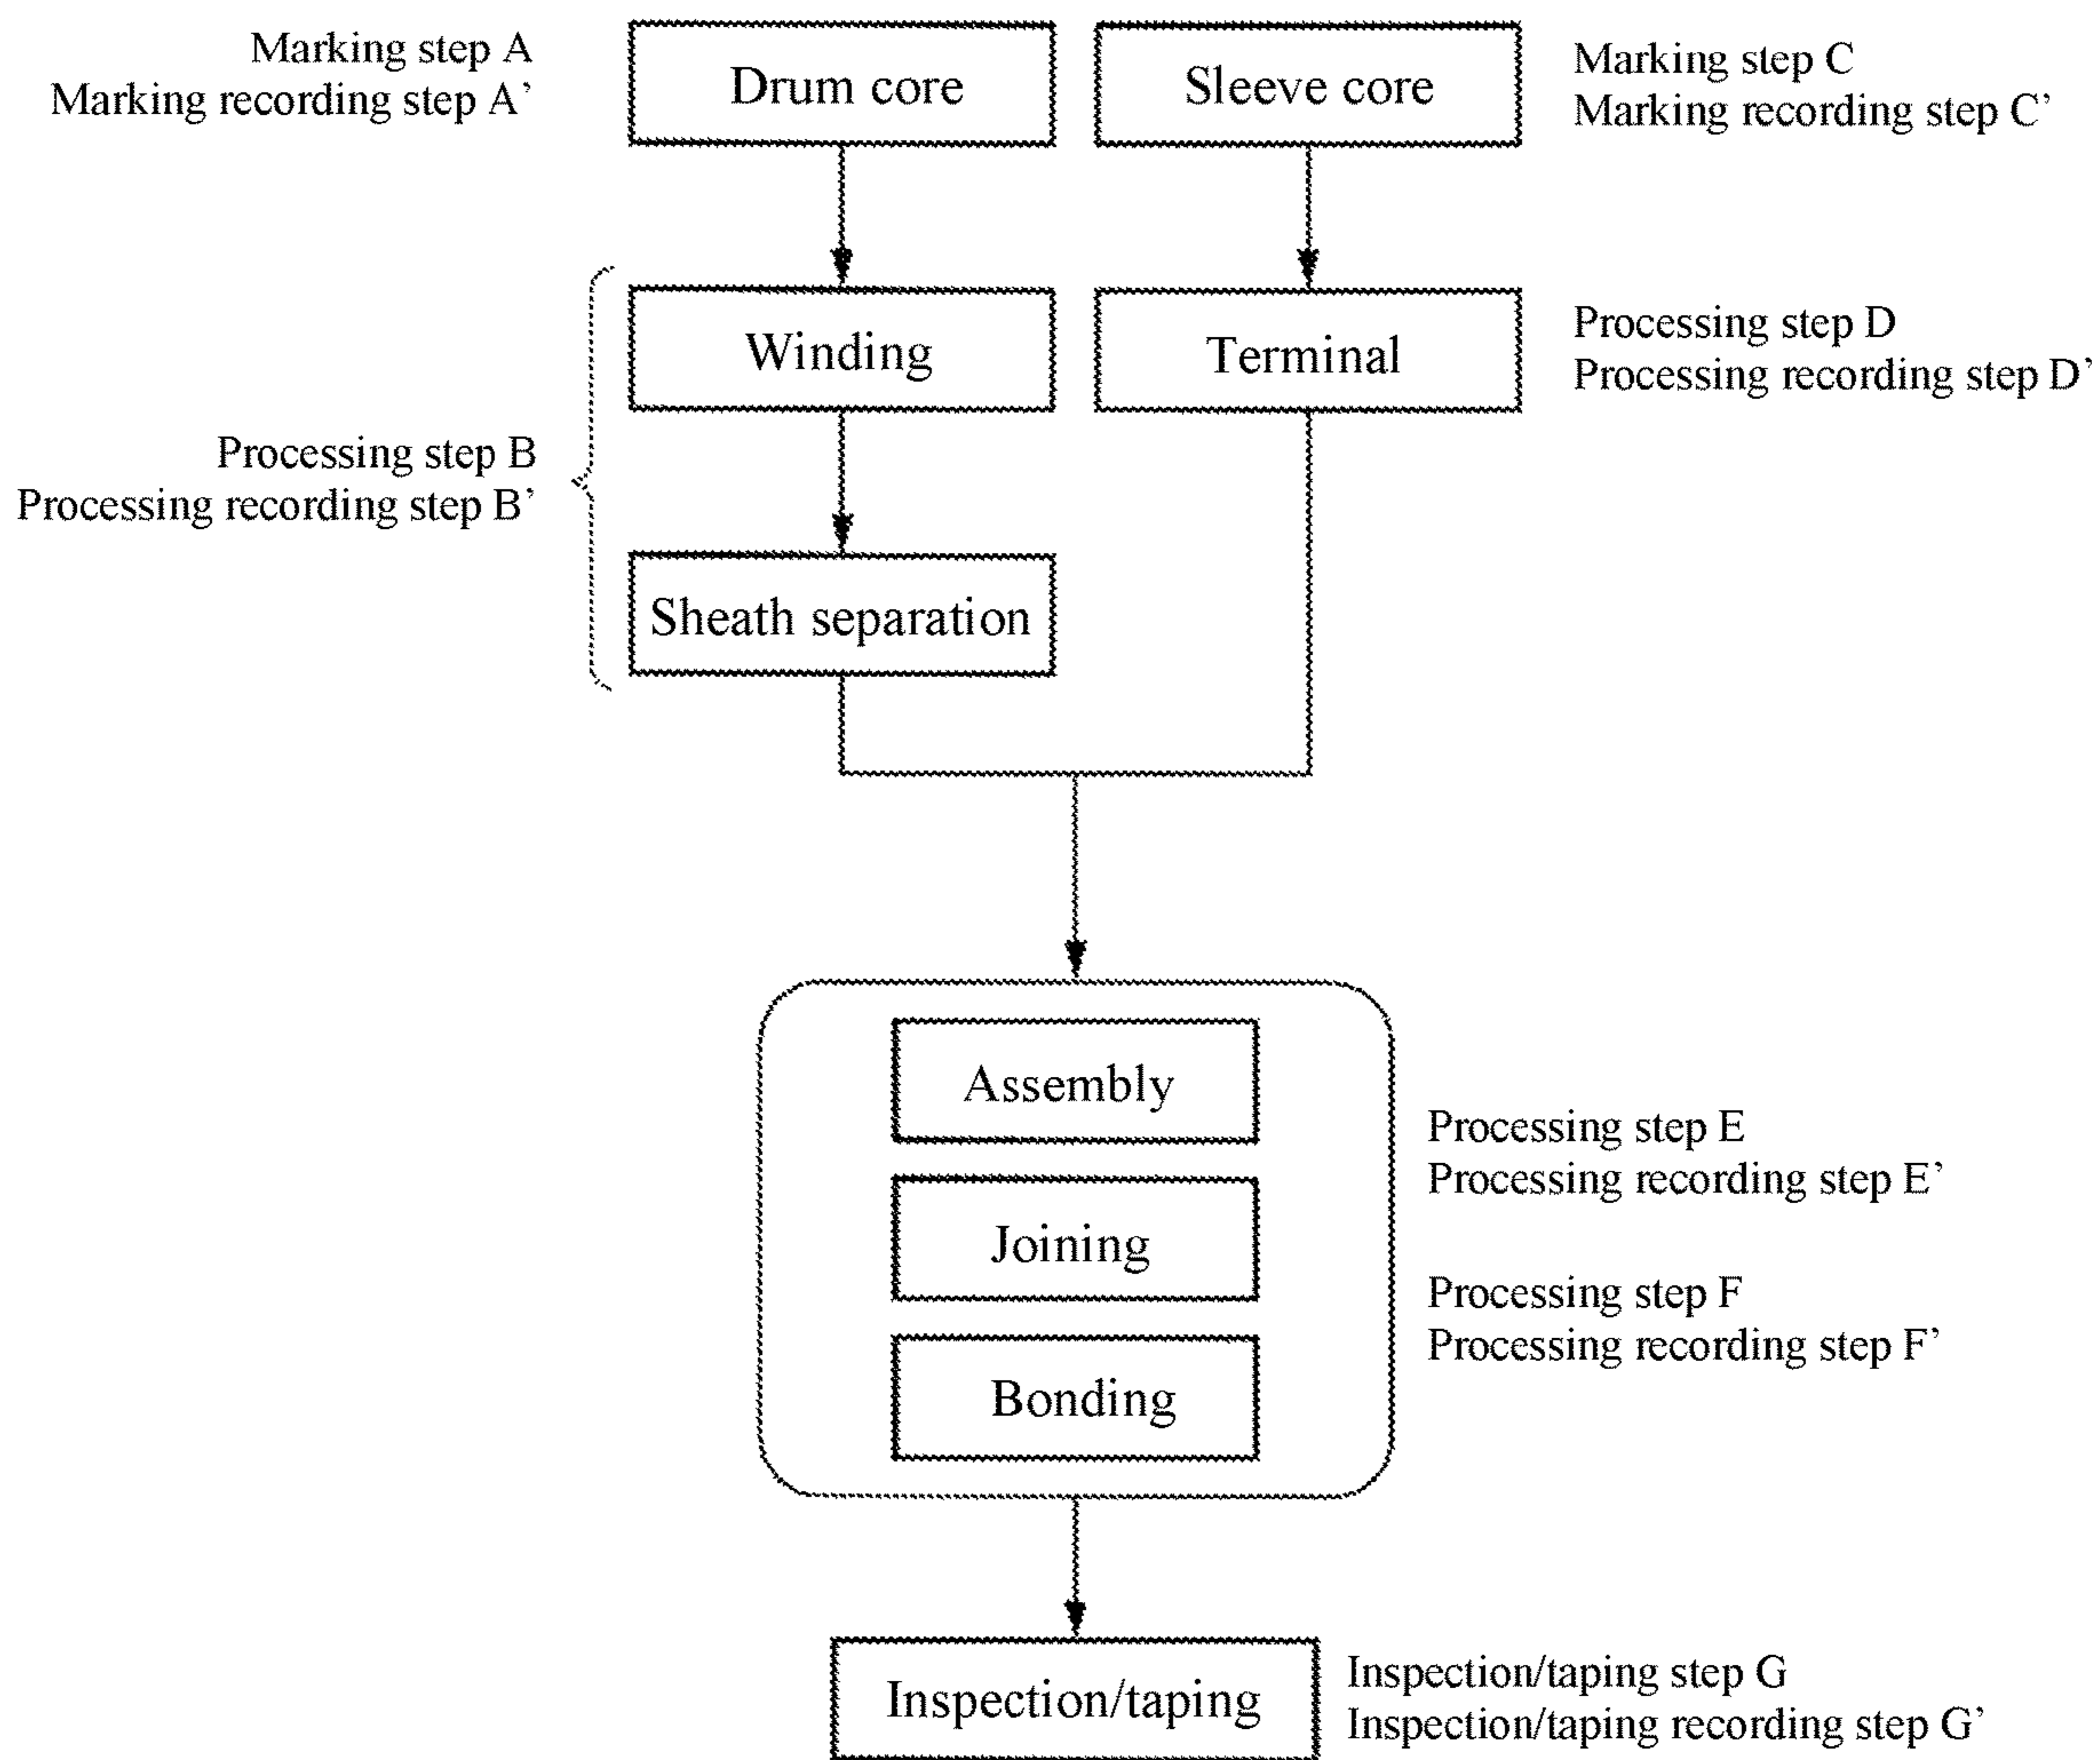 Marking step A
Marking recording step A’
Drum core
Sleeve core
Marking step C
Marking recording step C’
Winding
Terminal
Processing step D
Processing recording step D’
Processing step B
Processing recording step B’
Sheath separation
Assembly
Joining
Bonding
Processing step E
Processing recording step E’
Processing step F
Processing recording step F’
Inspection/taping
Inspection/taping step G
Inspection/taping recording step G’